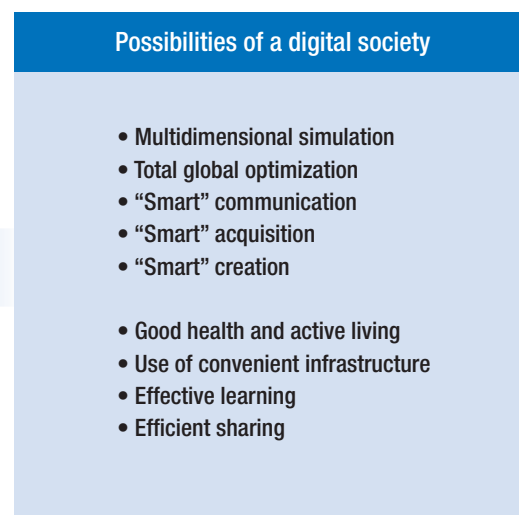 Possibilities of a digital society
• Multidimensional simulation
• Total global optimization
• “Smart” communication
• “Smart” acquisition
• “Smart” creation
• Good health and active living
• Use of convenient infrastructure
• Effective learning
• Efficient sharing